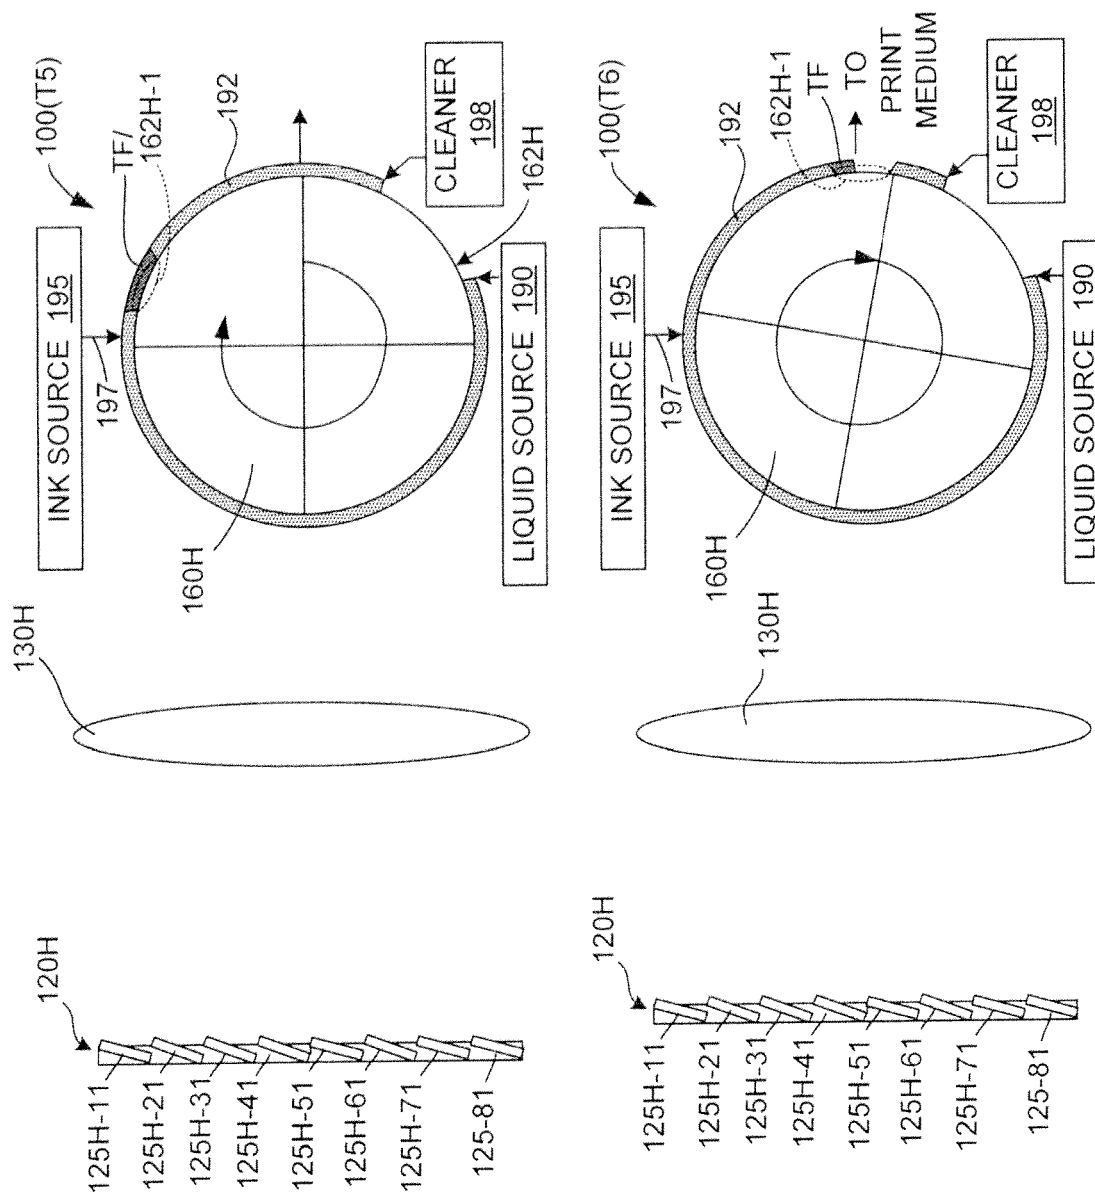 100(T5)
TF/
162H-1
192
INK SOURCE 195
197
160H
CLEANER
198
162H
LIQUID SOURCE 190
130H
120H
125H-11
125H-21
125H-31
125H-41
125H-51
125H-61
125H-71
125-81
100(T6)
192
162H-1
TF
TO
PRINT
MEDIUM
INK SOURCE 195
197
160H
CLEANER
198
LIQUID SOURCE 190
130H
120H
125H-11
125H-21
125H-31
125H-41
125H-51
125H-61
125H-71
125-81